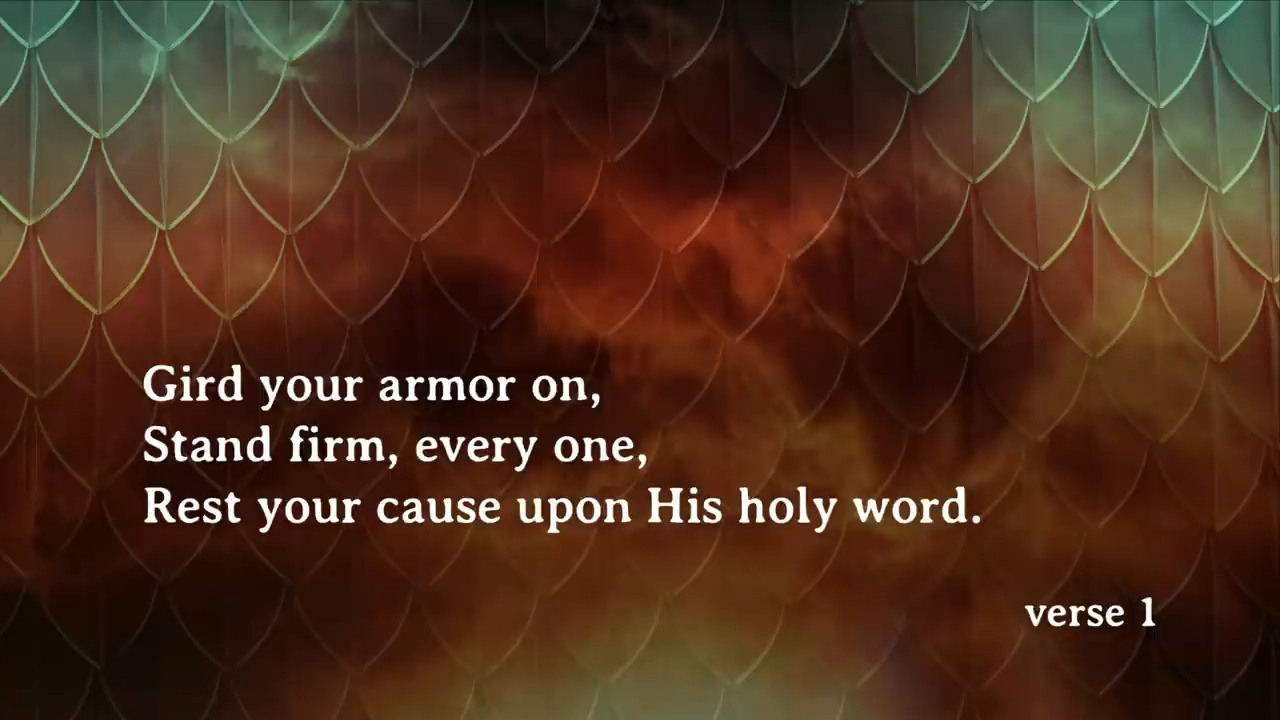 Gird your armor on,
Stand firm, every one,
Rest your cause upon His holy word.
verse 1